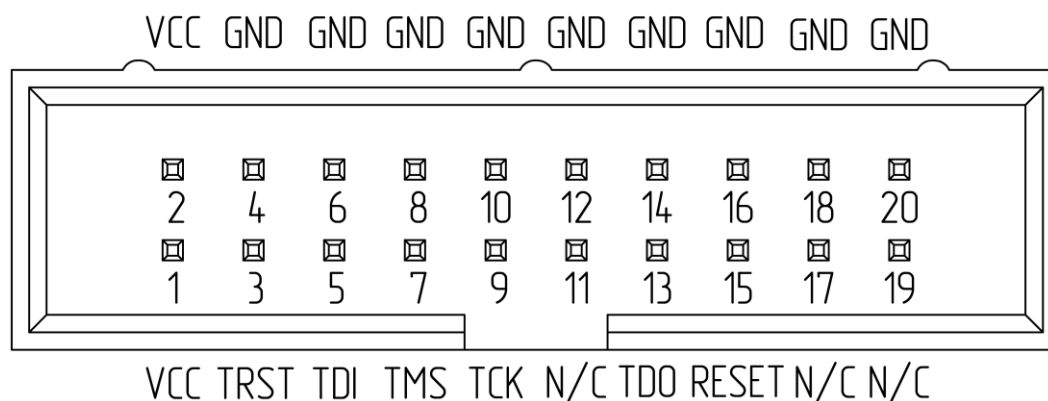 VCC GND GND GND GND GND GND GND GND GND
2 4 6 8 10 12 14 16 18 20
1 3 5 7 9 11 13 15 17 19
VCC TRST TDI TMS TCK N/C TDO RESET N/C N/C